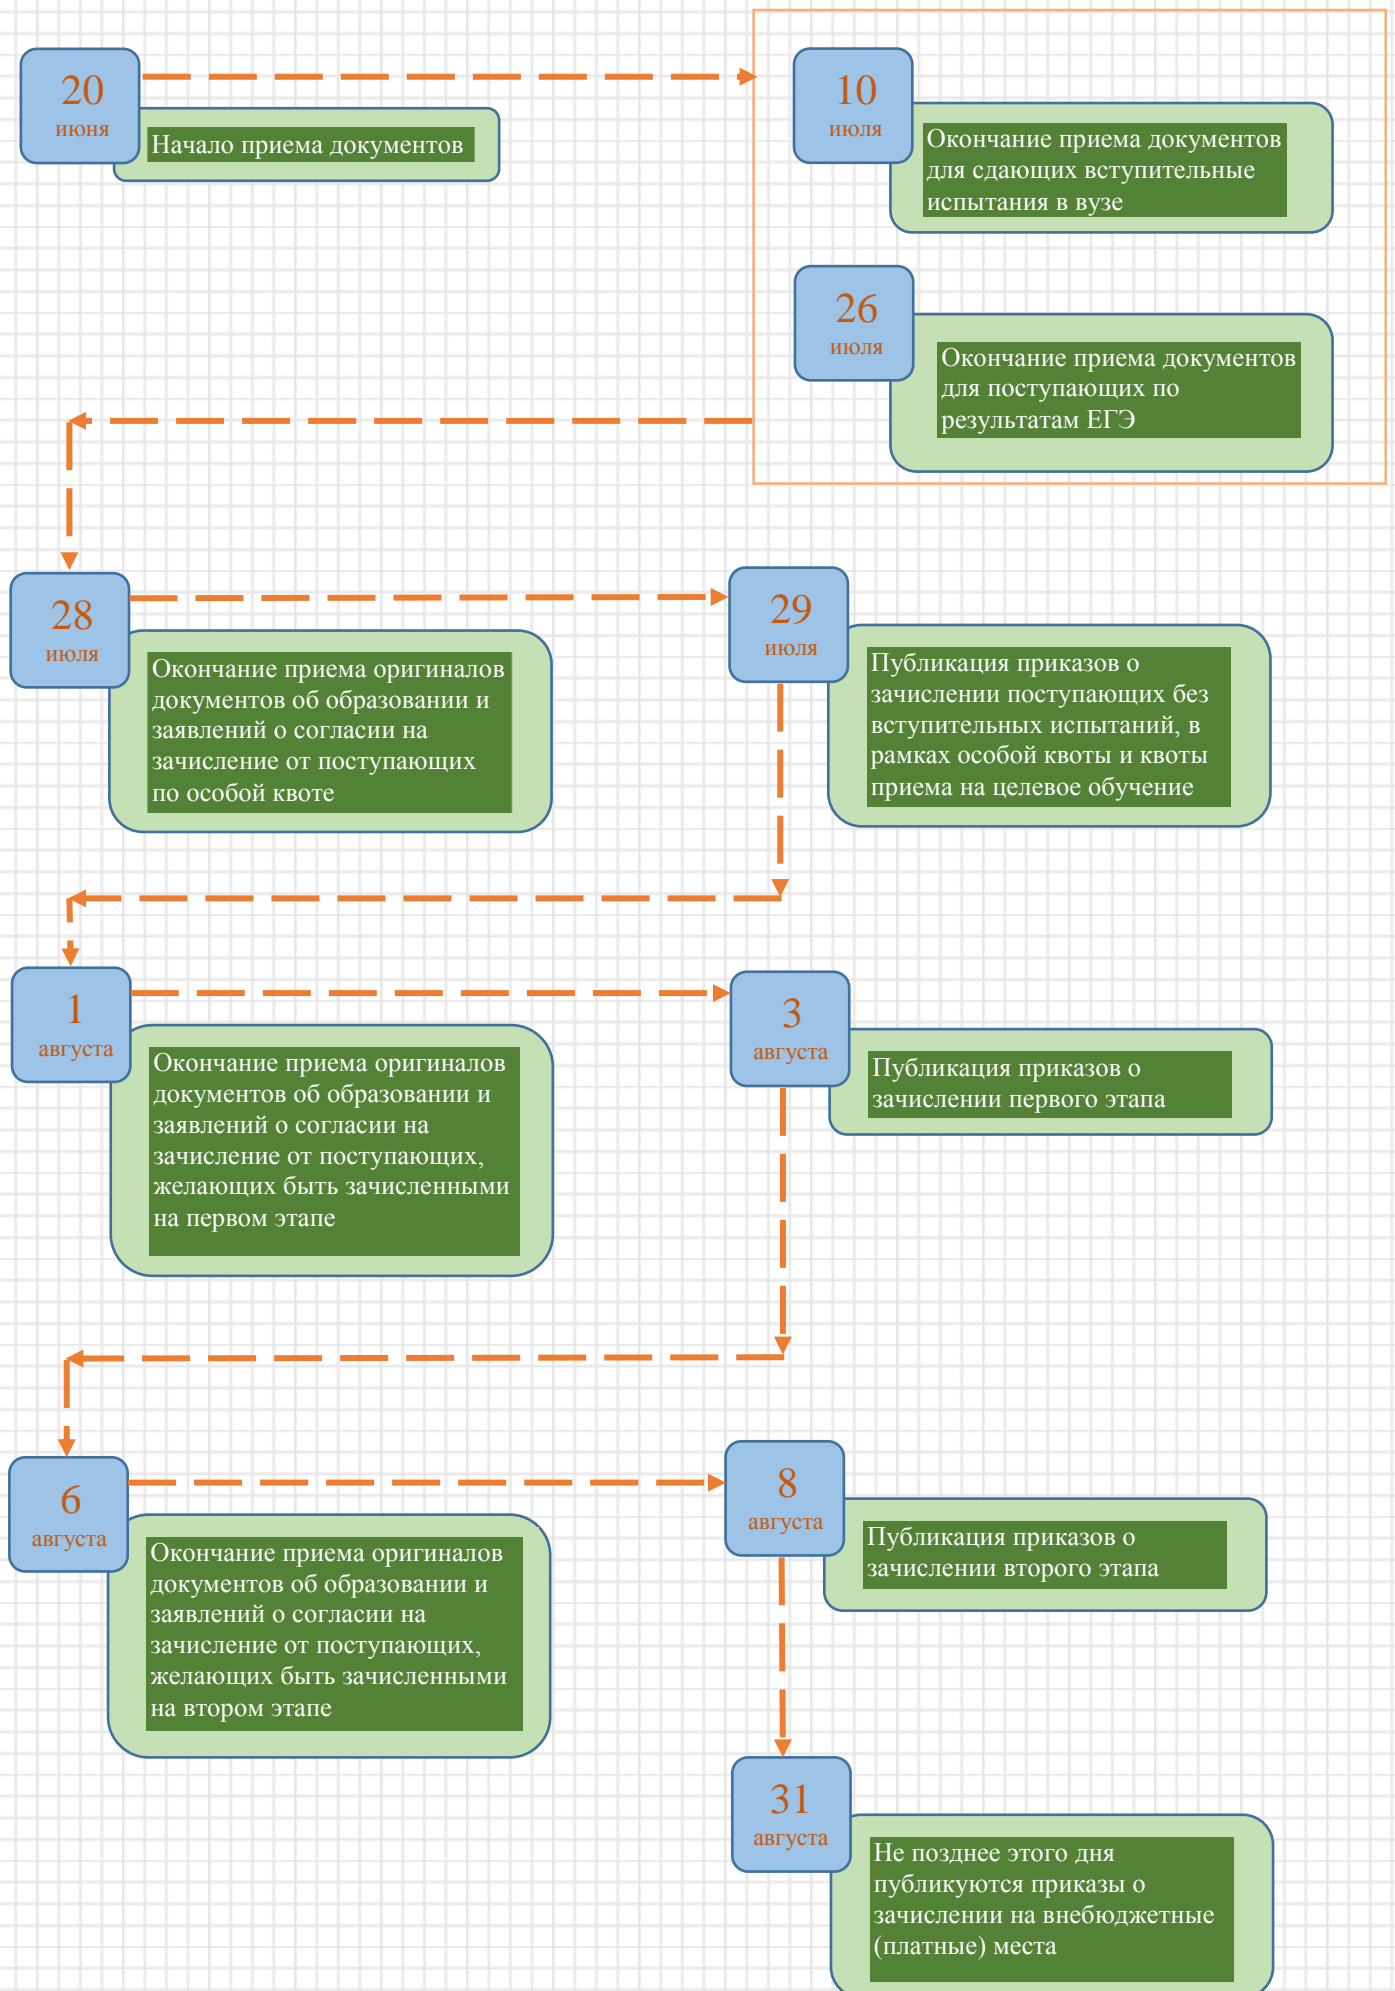 20
июня
Начало приема документов
10
июля
Окончание приема документов
для сдающих вступительные
испытания в вузе
26
июля
Окончание приема документов
для поступающих по
результатам ЕГЭ
28
июля
Окончание приема оригиналов
документов об образовании и
заявлений о согласии на
зачисление от поступающих
по особой квоте
29
июля
Публикация приказов о
зачислении поступающих без
вступительных испытаний, в
рамках особой квоты и квоты
приема на целевое обучение
1
августа
Окончание приема оригиналов
документов об образовании и
заявлений о согласии на
зачисление от поступающих,
желающих быть зачисленными
на первом этапе
3
августа
Публикация приказов о
зачислении первого этапа
6
августа
Окончание приема оригиналов
документов об образовании и
заявлений о согласии на
зачисление от поступающих,
желающих быть зачисленными
на втором этапе
8
августа
Публикация приказов о
зачислении второго этапа
31
августа
Не позднее этого дня
публикуются приказы о
зачислении на внебюджетные
(платные) места